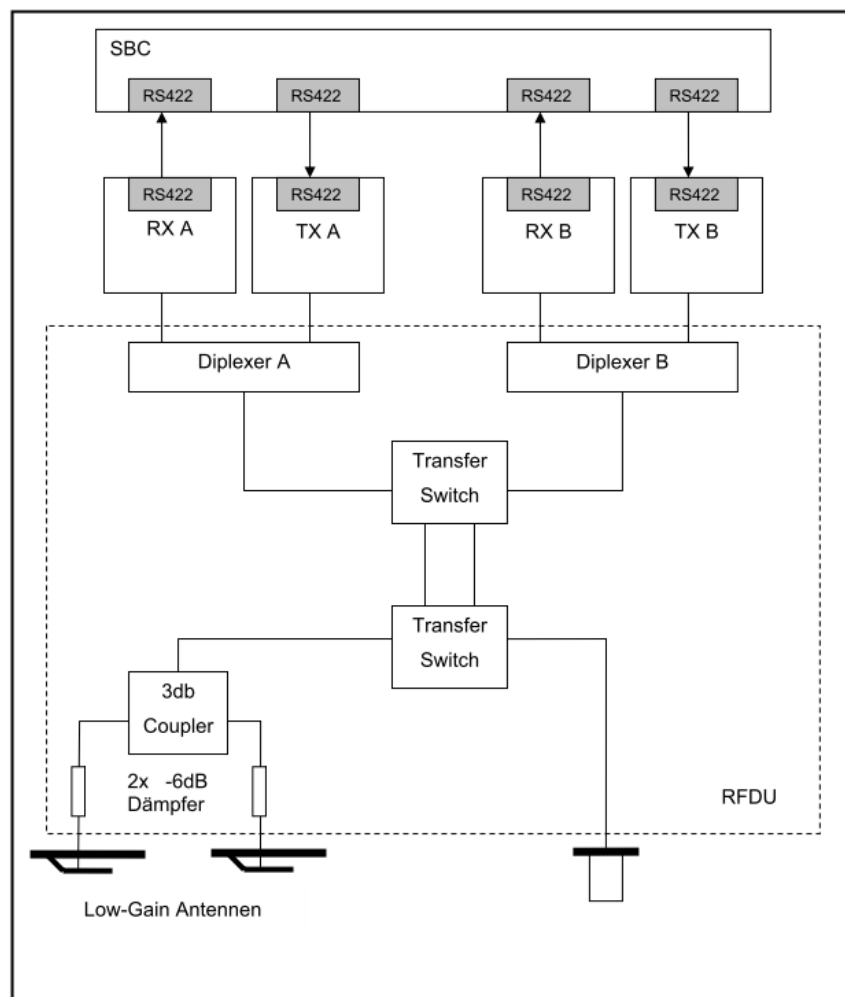 SBC
RS422 RS422 RS422 RS422
RS422 RS422 RS422 RS422
RX A TX A RX B TX B
Diplexer A Diplexer B
Transfer
Switch
Transfer
Switch
3db
Coupler
2x -6dB
Dämpfer
RFDU
Low-Gain Antennen